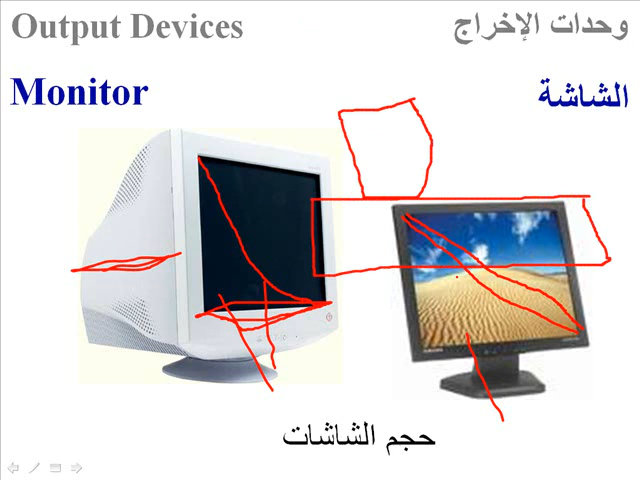 Output Devices
وحدات الإخراج
Monitor
الشاشة
حجم الشاشات